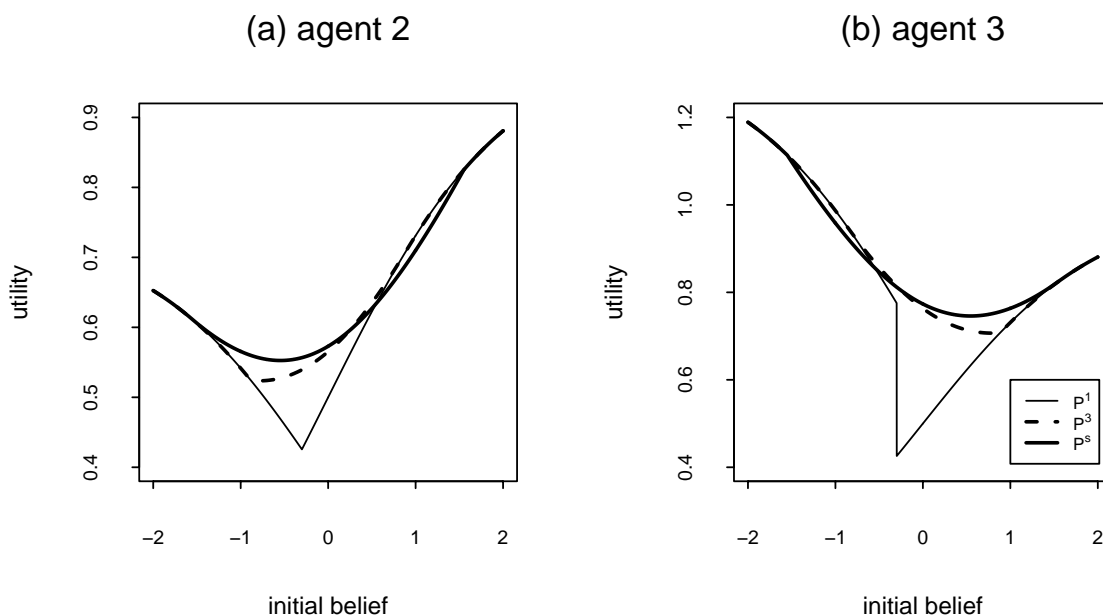 (a) agent 2
0.9
0.8
0.7
0.6
0.5
0.4
utility
−2 −1 0 1 2
initial belief
(b) agent 3
1.2
1.0
0.8
0.6
0.4
utility
P¹
P³
Pˢ
−2 −1 0 1 2
initial belief